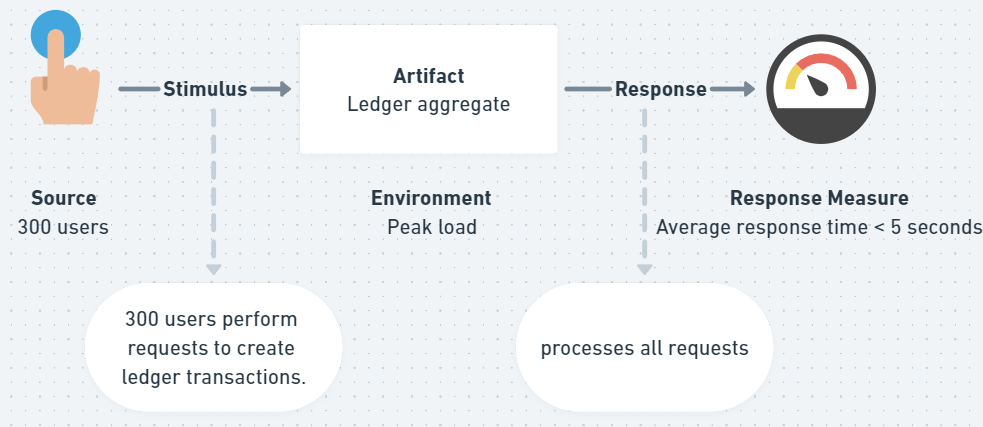 Stimulus
Artifact
Ledger aggregate
Response
Source
300 users
Environment
Peak load
Response Measure
Average response time < 5 seconds
300 users perform
requests to create
ledger transactions.
processes all requests